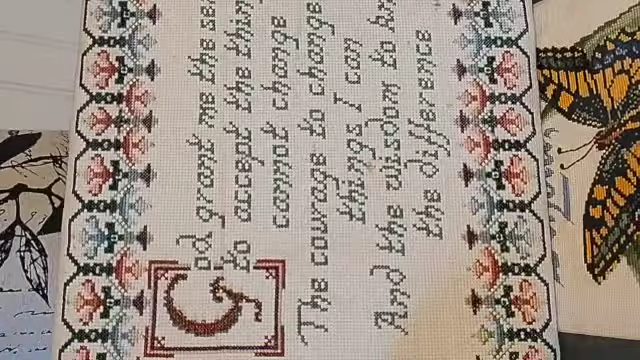 God grant me the
to accept the
cannot change
The courage to change
things I can
And the wisdom to
the difference